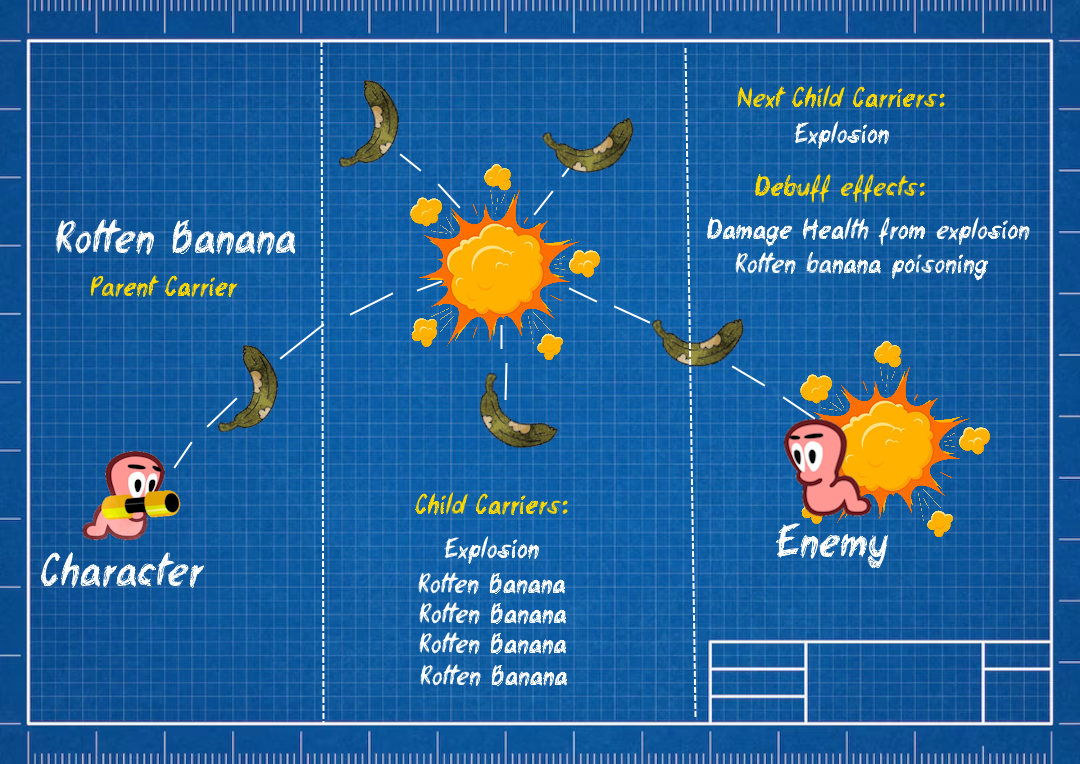 Rotten Banana
Parent Carrier
Character
Child Carriers:
Explosion
Rotten Banana
Rotten Banana
Rotten Banana
Rotten Banana
Next Child Carriers:
Explosion
Debuff effects:
Damage Health from explosion
Rotten banana poisoning
Enemy